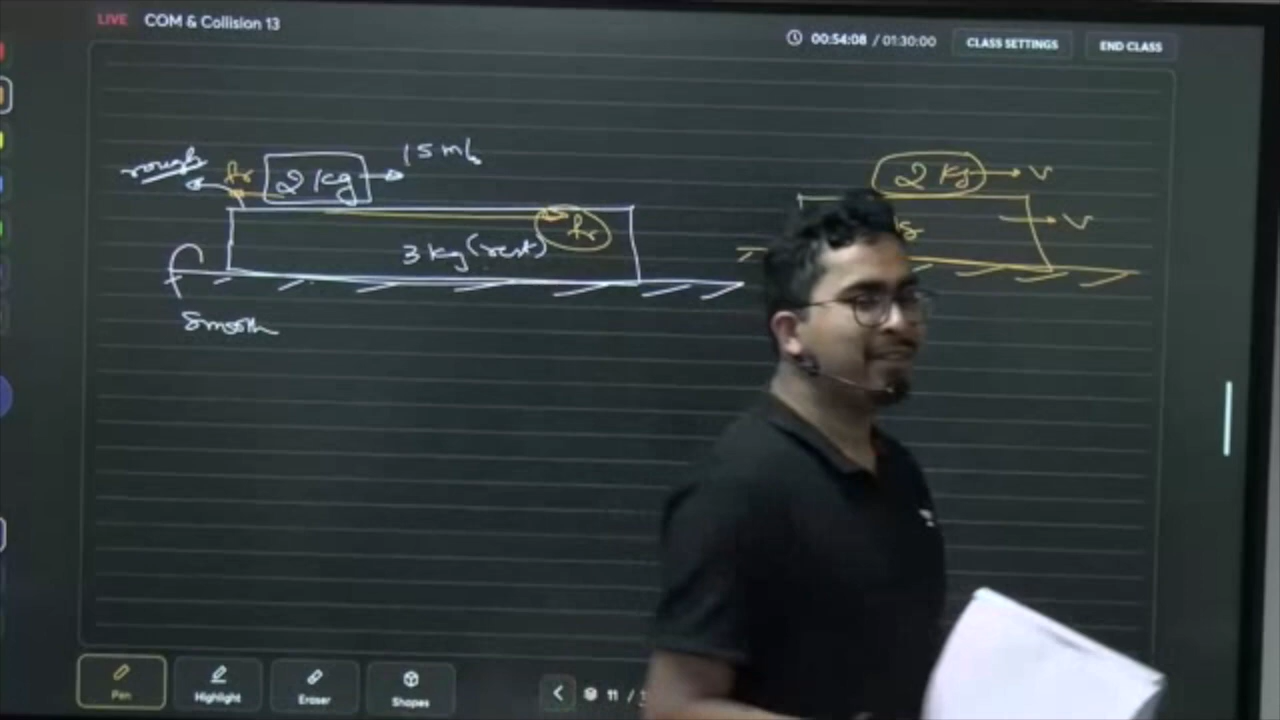 LIVE COM & Collision 13
00:54:08 / 01:30:00 CLASS SETTINGS END CLASS
rough fr 2 kg 15 m/s
2 kg v
fr
v
3 kg (rest)
Smooth
Pen Highlight Eraser Shapes
11 /